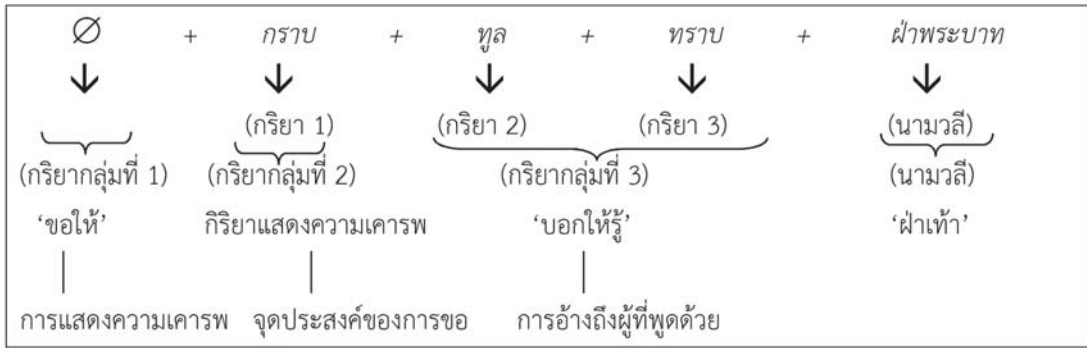 ∅ + กราบ + ทูล + ทราบ + ฝ่าพระบาท
(กริยา 1) (กริยา 2) (กริยา 3) (นามวลี)
(กริยากลุ่มที่ 1) (กริยากลุ่มที่ 2) (กริยากลุ่มที่ 3) (นามวลี)
‘ขอให้’ กิริยาแสดงความเคารพ ‘บอกให้รู้’ ‘ฝ่าเท้า’
การแสดงความเคารพ จุดประสงค์ของการขอ การอ้างถึงผู้ที่พูดด้วย